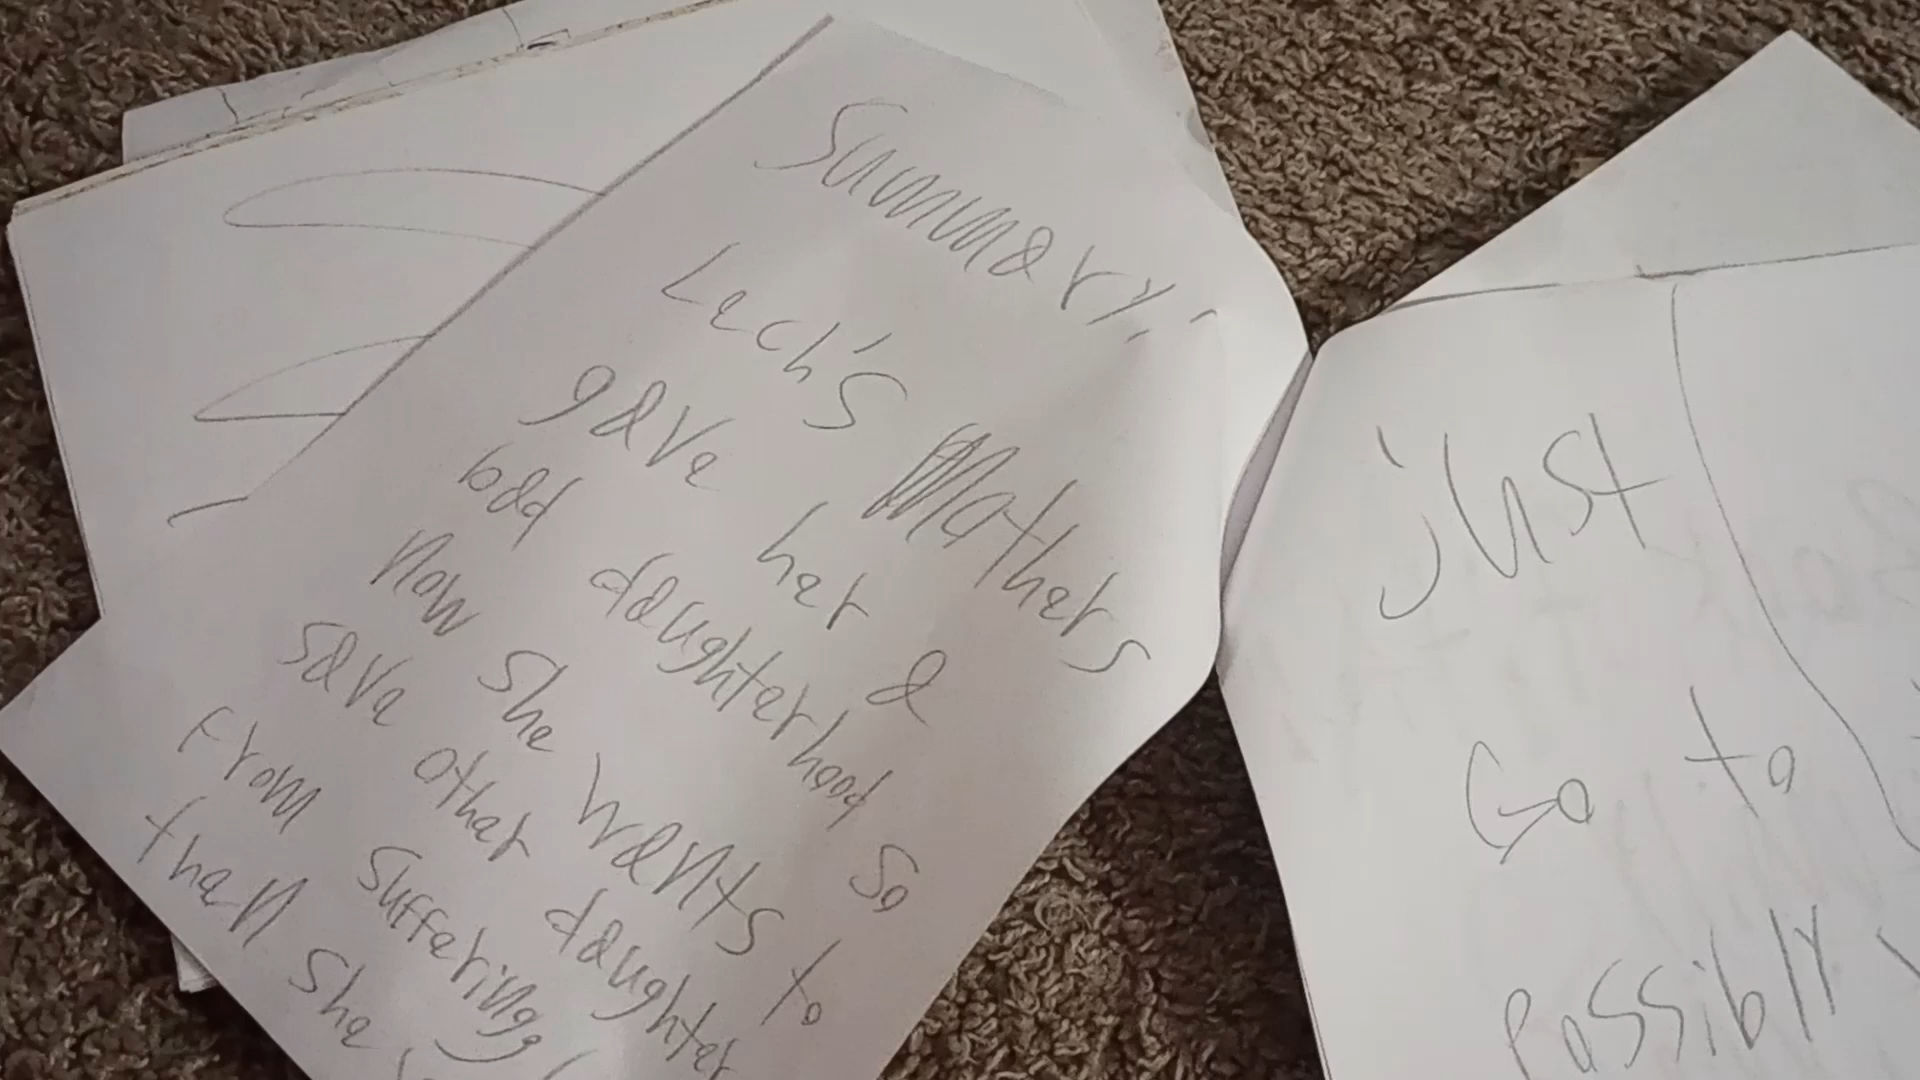 Summary:
Lech's Mothers
gave her a
bad daughterhood so
now she wants to
save other daughter
from suffering
then she
just
Go to
Possibly